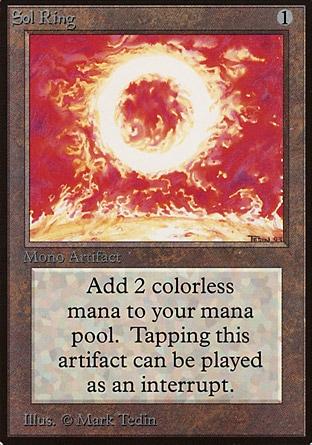 Sol Ring 1
Mono Artifact
Add 2 colorless
mana to your mana
pool. Tapping this
artifact can be played
as an interrupt.
Illus. © Mark Tedin